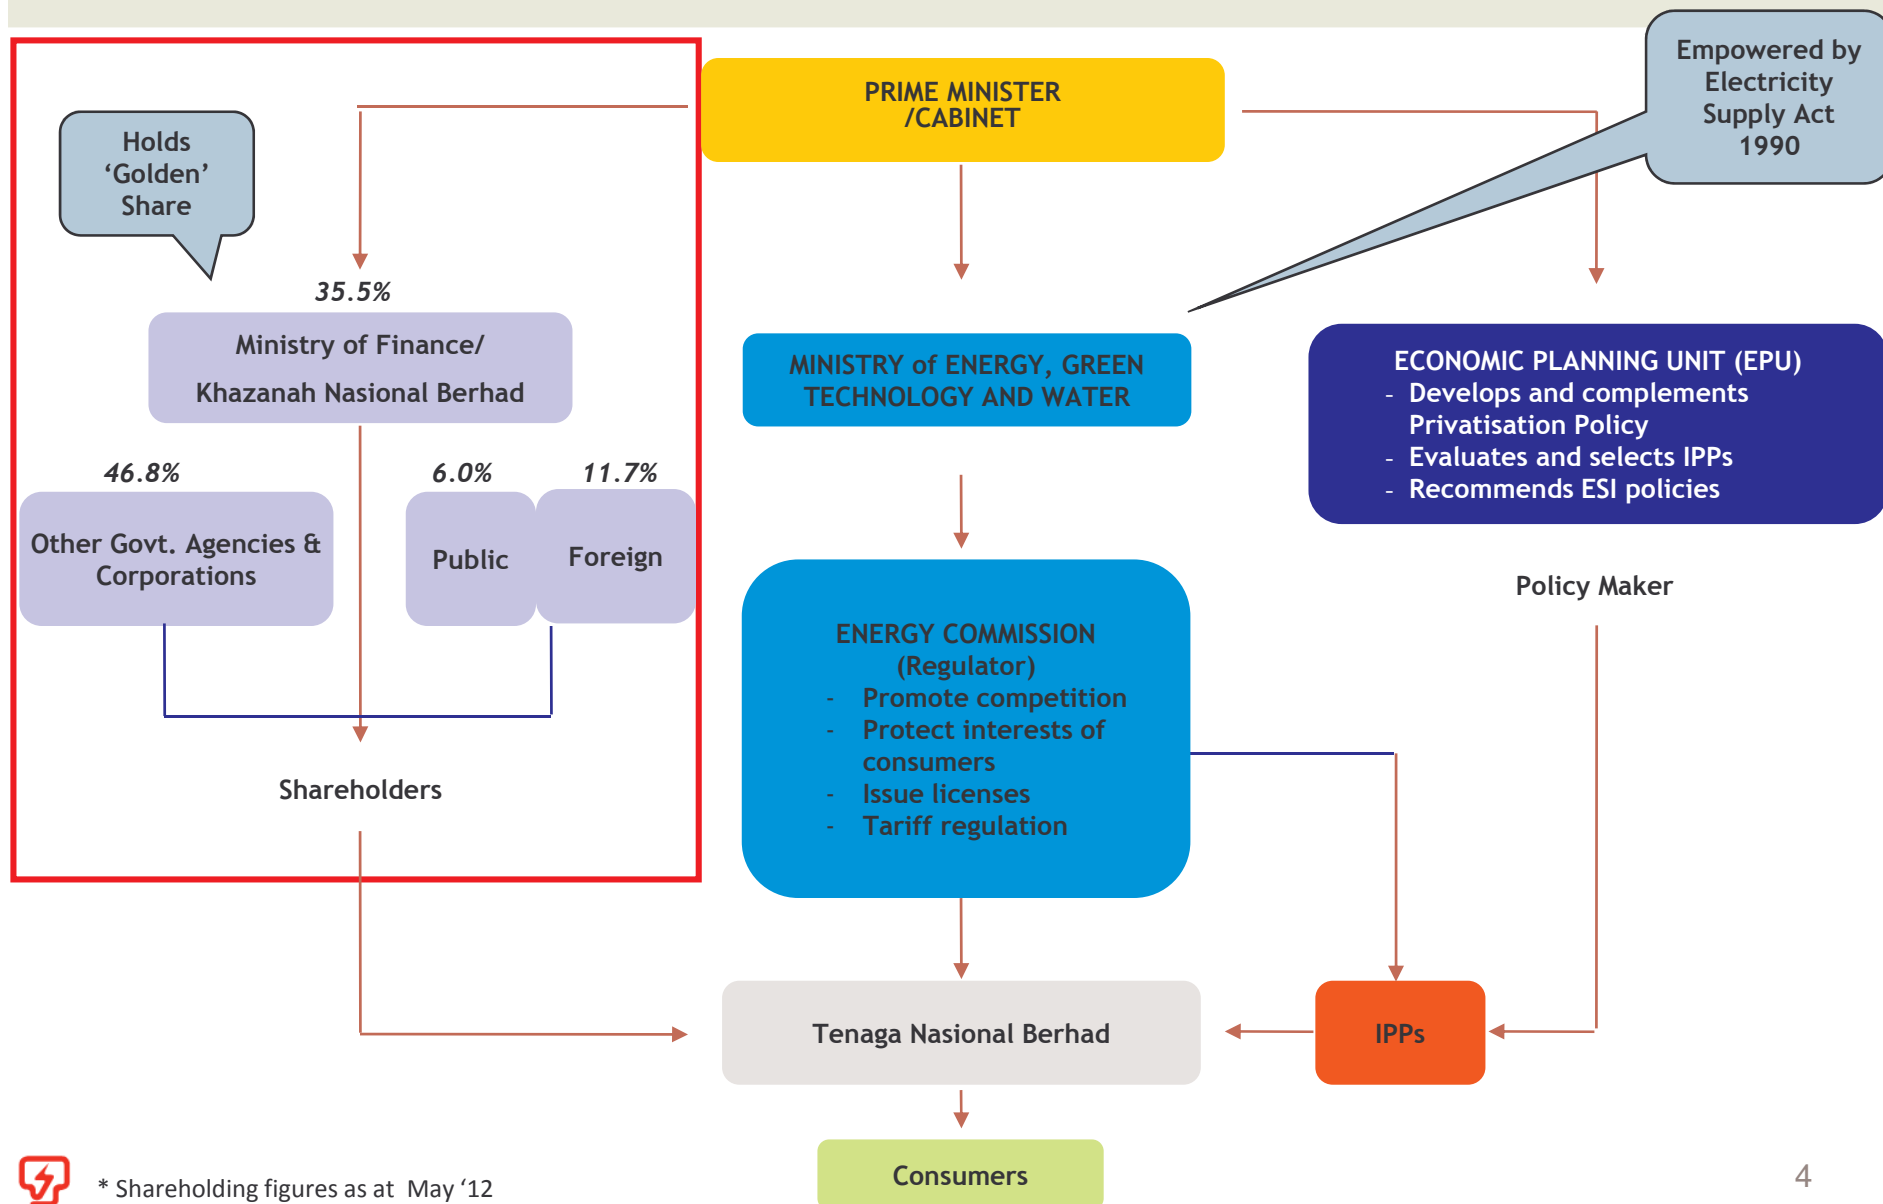 PRIME MINISTER
/CABINET
Empowered by
Electricity
Supply Act
1990
Holds
‘Golden’
Share
35.5%
Ministry of Finance/
Khazanah Nasional Berhad
46.8%
6.0%
11.7%
Other Govt. Agencies &
Corporations
Public
Foreign
Shareholders
MINISTRY of ENERGY, GREEN
TECHNOLOGY AND WATER
ENERGY COMMISSION
(Regulator)
- Promote competition
- Protect interests of
consumers
- Issue licenses
- Tariff regulation
ECONOMIC PLANNING UNIT (EPU)
- Develops and complements
Privatisation Policy
- Evaluates and selects IPPs
- Recommends ESI policies
Policy Maker
Tenaga Nasional Berhad
IPPs
Consumers
* Shareholding figures as at May ‘12
4